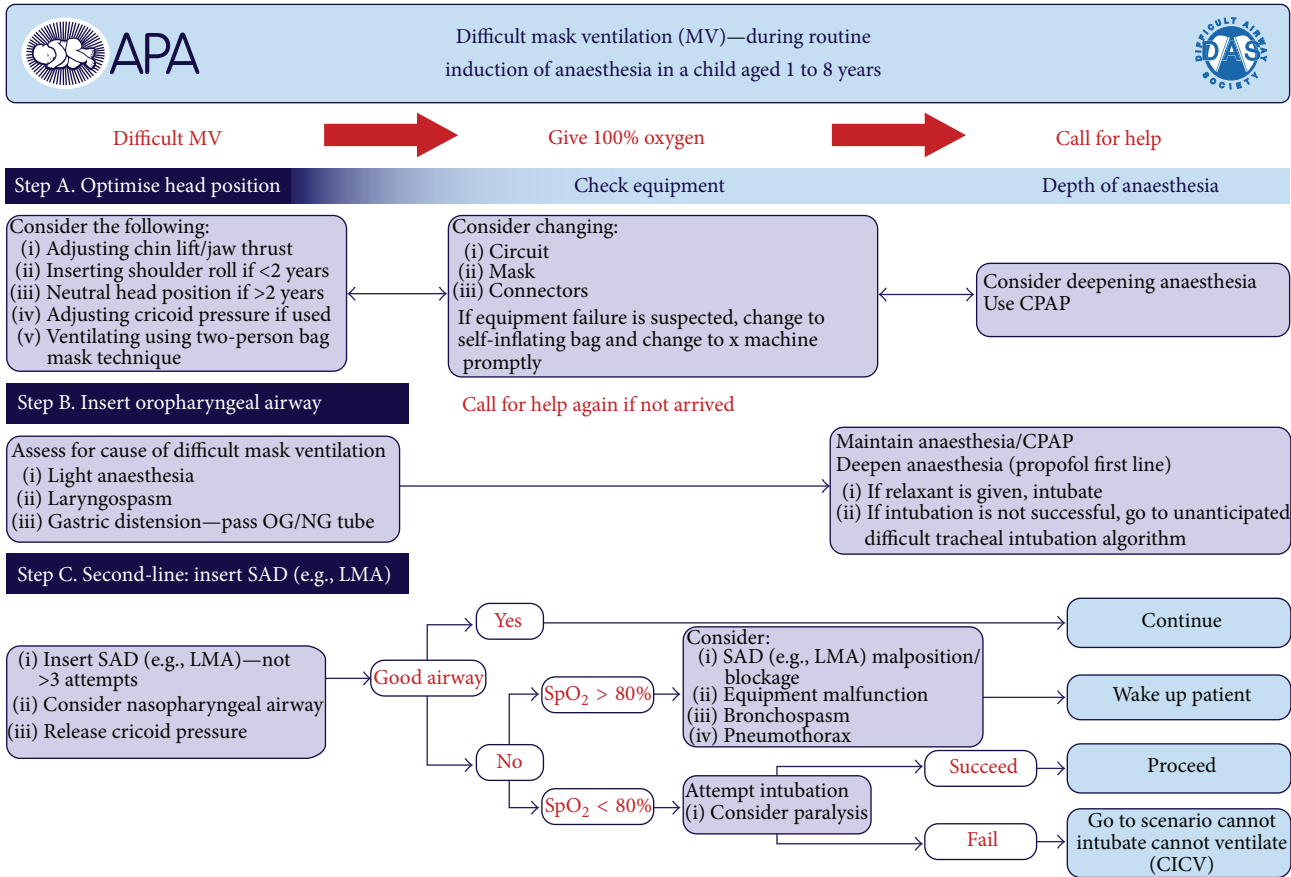 APA
Difficult mask ventilation (MV)—during routine
induction of anaesthesia in a child aged 1 to 8 years
DIFFICULT AIRWAY
DAS
SOCIETY
Difficult MV
Give 100% oxygen
Call for help
Step A. Optimise head position
Check equipment
Depth of anaesthesia
Consider the following:
(i) Adjusting chin lift/jaw thrust
(ii) Inserting shoulder roll if <2 years
(iii) Neutral head position if >2 years
(iv) Adjusting cricoid pressure if used
(v) Ventilating using two-person bag
mask technique
Consider changing:
(i) Circuit
(ii) Mask
(iii) Connectors
If equipment failure is suspected, change to
self-inflating bag and change to x machine
promptly
Consider deepening anaesthesia
Use CPAP
Step B. Insert oropharyngeal airway
Call for help again if not arrived
Assess for cause of difficult mask ventilation
(i) Light anaesthesia
(ii) Laryngospasm
(iii) Gastric distension—pass OG/NG tube
Maintain anaesthesia/CPAP
Deepen anaesthesia (propofol first line)
(i) If relaxant is given, intubate
(ii) If intubation is not successful, go to unanticipated
difficult tracheal intubation algorithm
Step C. Second-line: insert SAD (e.g., LMA)
(i) Insert SAD (e.g., LMA)—not
>3 attempts
(ii) Consider nasopharyngeal airway
(iii) Release cricoid pressure
Good airway
Yes
Continue
No
SpO₂ > 80%
Consider:
(i) SAD (e.g., LMA) malposition/
blockage
(ii) Equipment malfunction
(iii) Bronchospasm
(iv) Pneumothorax
Wake up patient
SpO₂ < 80%
Attempt intubation
(i) Consider paralysis
Succeed
Proceed
Fail
Go to scenario cannot
intubate cannot ventilate
(CICV)